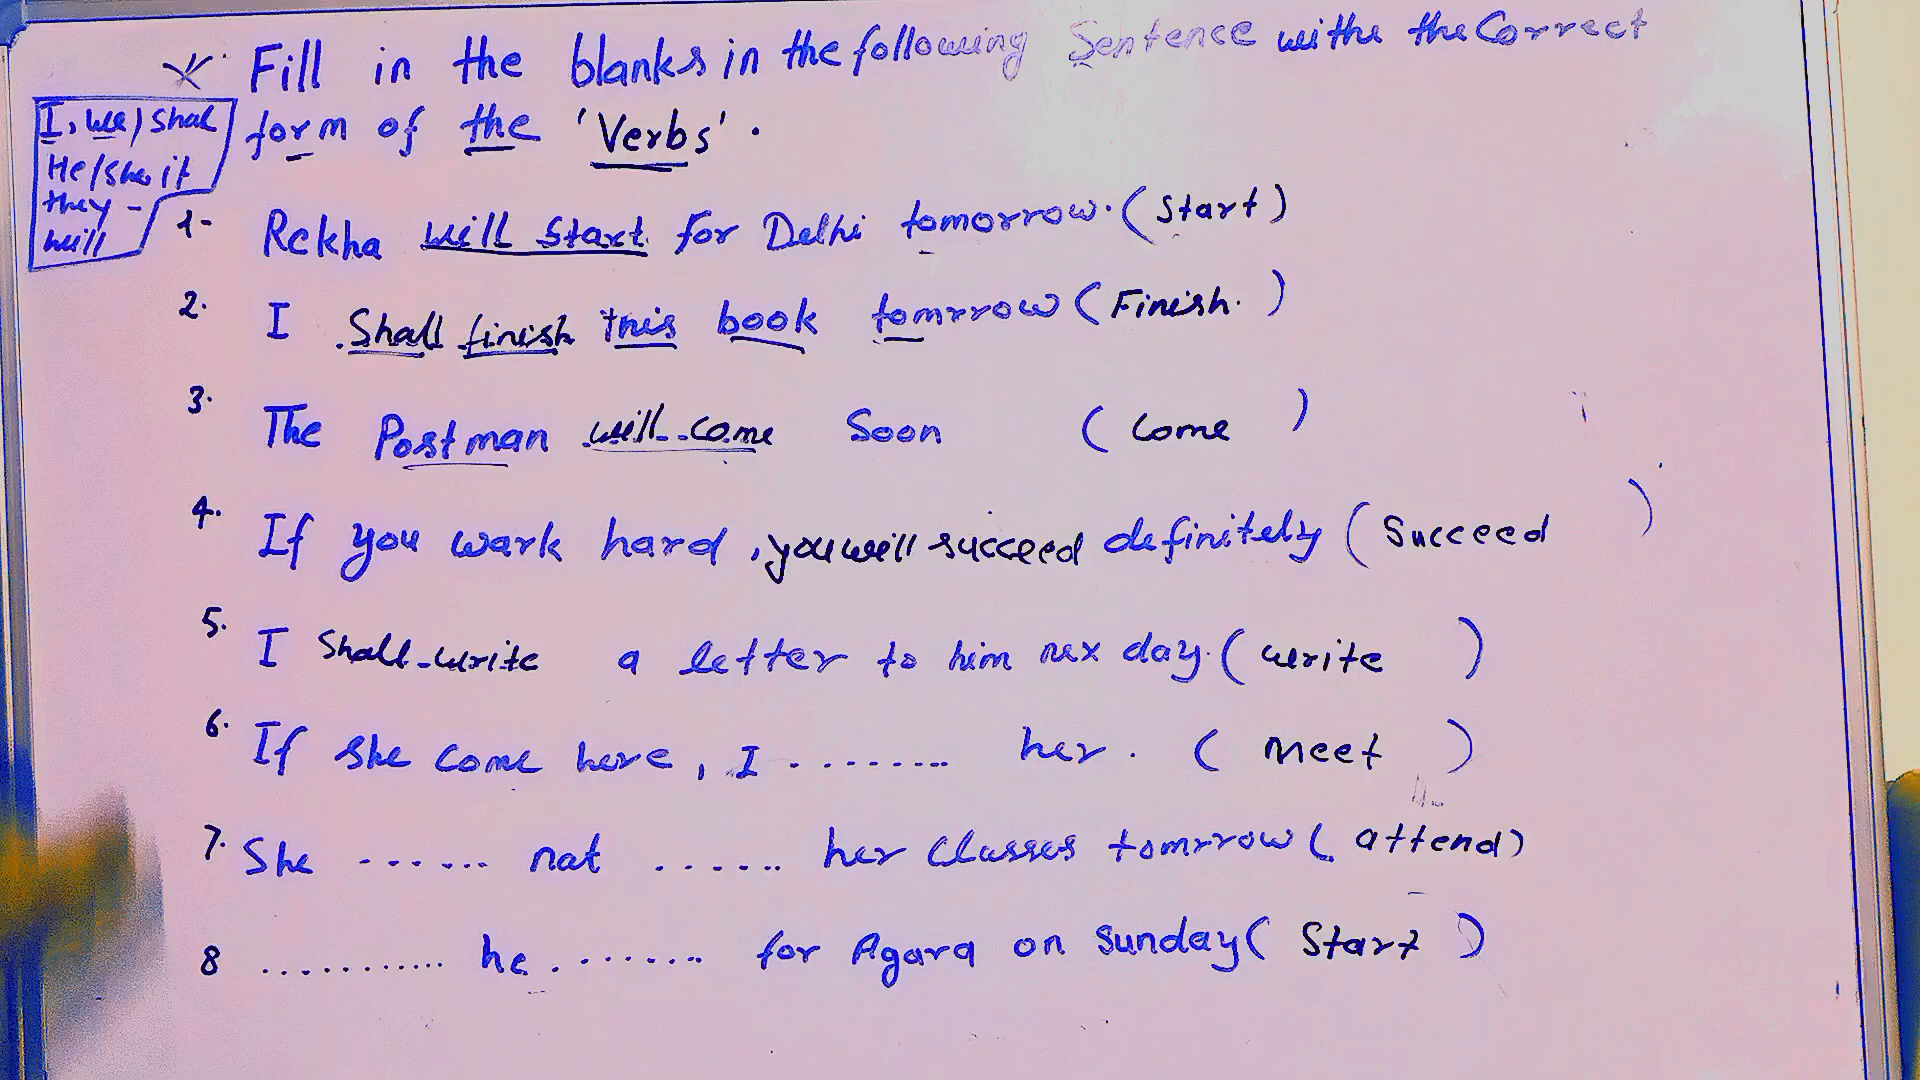 * Fill in the blanks in the following Sentence withe the Correct
form of the 'Verbs'.
I, we) shal
He/She it
they -
will
1- Rekha will Start for Delhi tomorrow. (Start)
2. I Shall finish this book tomrrow (Finish. )
3. The Postman will come Soon ( Come )
4. If you wark hard, you will succeed definitely ( Succeed )
5. I Shall write a letter to him nex day. ( write )
6. If she come here, I ........ her. ( Meet )
7. She ...... nat ...... her Classes tomrrow ( attend)
8 ........... he ........ for Agara on Sunday ( Start )